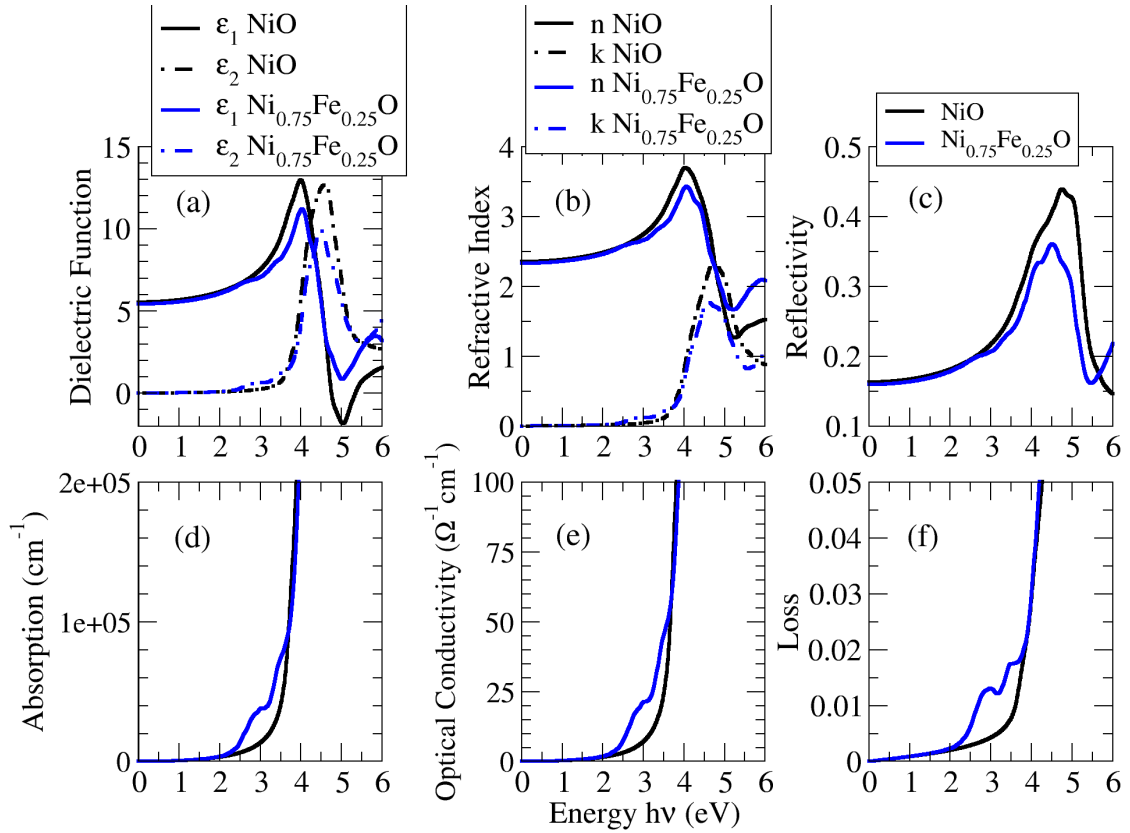 ε₁ NiO
ε₂ NiO
ε₁ Ni₀.₇₅Fe₀.₂₅O
ε₂ Ni₀.₇₅Fe₀.₂₅O
n NiO
k NiO
n Ni₀.₇₅Fe₀.₂₅O
k Ni₀.₇₅Fe₀.₂₅O
NiO
Ni₀.₇₅Fe₀.₂₅O
Dielectric Function
15
10
5
0
(a)
0 1 2 3 4 5 6
Refractive Index
4
3
2
1
0
(b)
0 1 2 3 4 5 6
Reflectivity
0.5
0.4
0.3
0.2
0.1
(c)
0 1 2 3 4 5 6
Absorption (cm⁻¹)
2e+05
1e+05
0
(d)
0 1 2 3 4 5 6
Optical Conductivity (Ω⁻¹cm⁻¹)
100
75
50
25
0
(e)
0 1 2 3 4 5 6
Energy hν (eV)
Loss
0.05
0.04
0.03
0.02
0.01
0
(f)
0 1 2 3 4 5 6